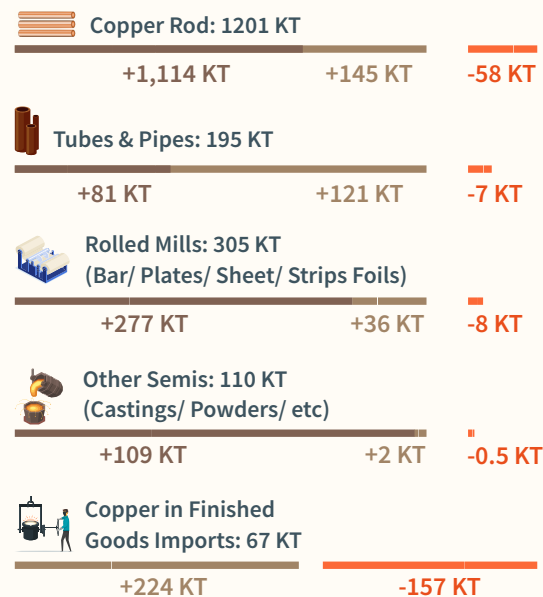 Copper Rod: 1201 KT
+1,114 KT +145 KT -58 KT
Tubes & Pipes: 195 KT
+81 KT +121 KT -7 KT
Rolled Mills: 305 KT
(Bar/ Plates/ Sheet/ Strips Foils)
+277 KT +36 KT -8 KT
Other Semis: 110 KT
(Castings/ Powders/ etc)
+109 KT +2 KT -0.5 KT
Copper in Finished
Goods Imports: 67 KT
+224 KT -157 KT